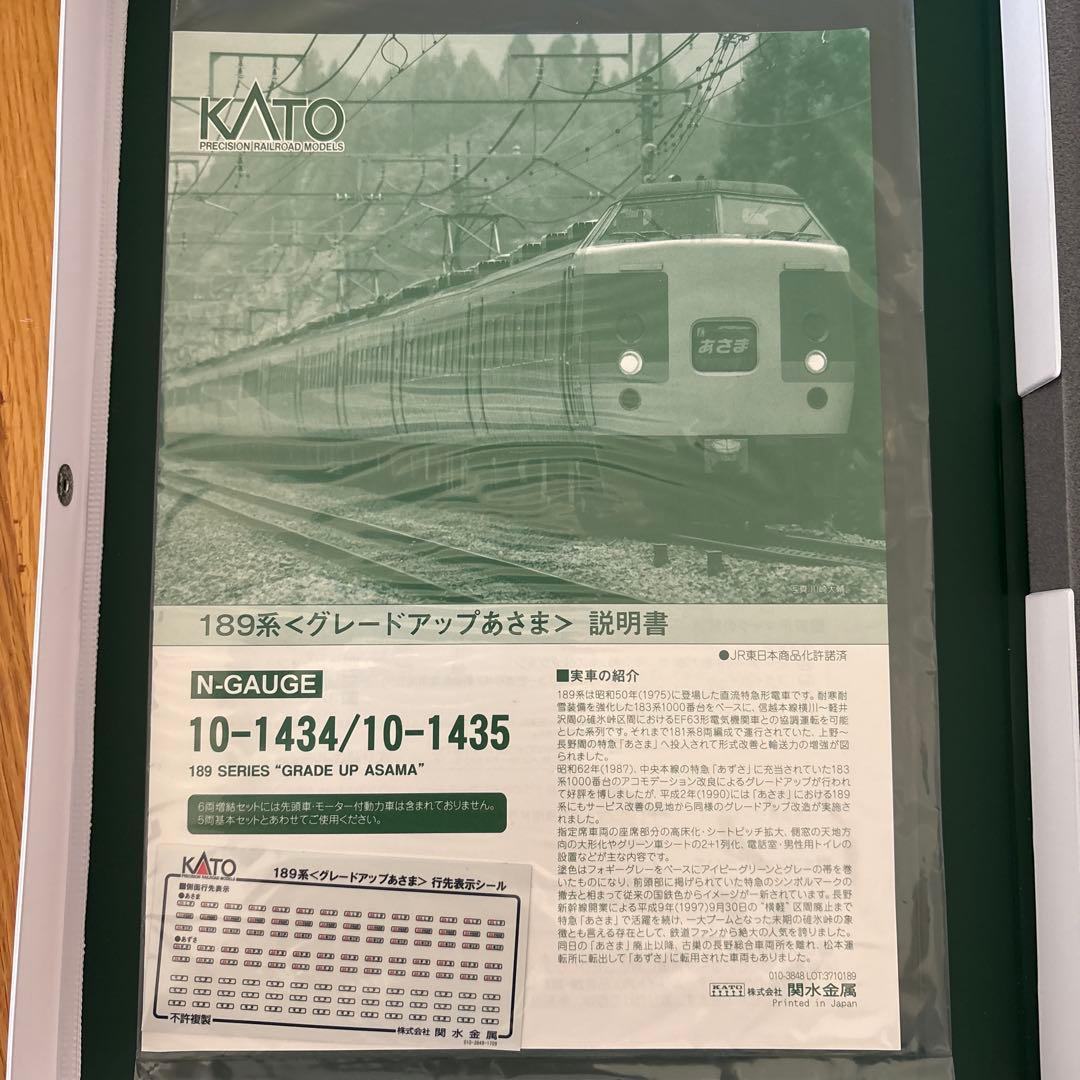 KATO
PRECISION RAILROAD MODELS
あさま
写真:川崎大輔
189系<グレードアップあさま> 説明書
●JR東日本商品化許諾済
N-GAUGE
10-1434/10-1435
189 SERIES “GRADE UP ASAMA”
6両増結セットには先頭車・モーター付動力車は含まれておりません。
5両基本セットとあわせてご使用ください。
■実車の紹介
189系は昭和50年(1975)に登場した直流特急形電車です。耐寒耐
雪装備を強化した183系1000番台をベースに、信越本線横川〜軽井
沢間の碓氷峠区間におけるEF63形電気機関車との協調運転を可能
とした系列です。それまで181系8両編成で運行されていた、上野〜
長野間の特急「あさま」へ投入されて形式改善と輸送力の増強が図
られました。
昭和62年(1987)、中央本線の特急「あずさ」に充当されていた183
系1000番台のアコモデーション改良によるグレードアップが行われ
て好評を博しましたが、平成2年(1990)には「あさま」における189
系にもサービス改善の見地から同様のグレードアップ改造が実施さ
れました。
指定席車両の座席部分の高床化・シートピッチ拡大、側窓の天地方
向の大形化やグリーン車シートの2+1列化、電話室・男性用トイレの
設置などが主な内容です。
塗色はフォギーグレーをベースにアイビーグリーンとグレーの帯を巻
いたものになり、前頭部に掲げられていた特急のシンボルマークの
撤去と相まって従来の国鉄色からイメージが一新されています。長野
新幹線開業による平成9年(1997)9月30日の“横軽”区間廃止まで
特急「あさま」で活躍を続け、一大ブームとなった末期の碓氷峠の象
徴とも言える存在として、鉄道ファンから絶大の人気を誇りました。
同日の「あさま」廃止以降、古巣の長野総合車両所を離れ、松本運
転所に転出して「あずさ」に転用された車両もありました。
010-3848 LOT:3710189
KATO 株式会社 関水金属
Printed in Japan
KATO
PRECISION RAILROAD MODELS
189系<グレードアップあさま> 行先表示シール
■側面行先表示
●あさま
●あずさ
不許複製
株式会社 関水金属
010-3849-1709